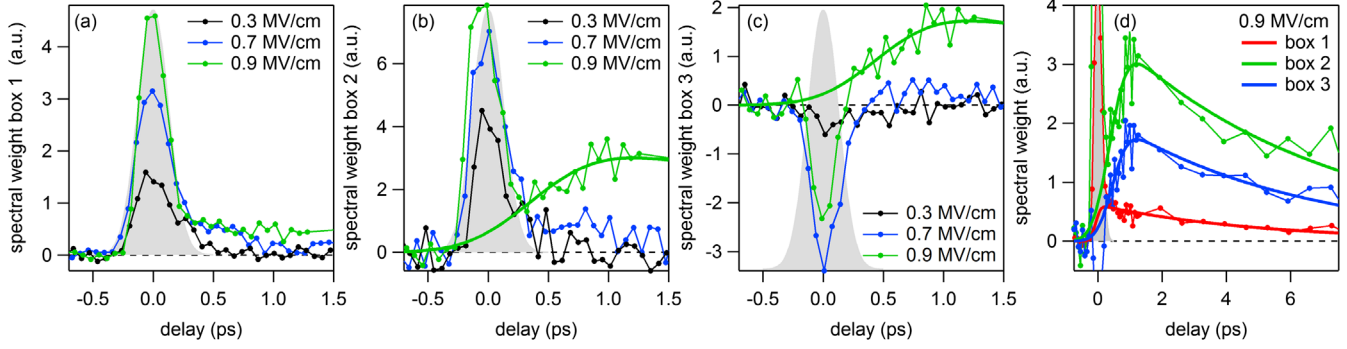 (a)
0.3 MV/cm
0.7 MV/cm
0.9 MV/cm
spectral weight box 1 (a.u.)
4
3
2
1
0
-0.5 0.0 0.5 1.0 1.5
delay (ps)
(b)
0.3 MV/cm
0.7 MV/cm
0.9 MV/cm
spectral weight box 2 (a.u.)
6
4
2
0
-0.5 0.0 0.5 1.0 1.5
delay (ps)
(c)
0.3 MV/cm
0.7 MV/cm
0.9 MV/cm
spectral weight box 3 (a.u.)
2
1
0
-1
-2
-3
-0.5 0.0 0.5 1.0 1.5
delay (ps)
(d)
0.9 MV/cm
box 1
box 2
box 3
spectral weight (a.u.)
4
3
2
1
0
0 2 4 6
delay (ps)